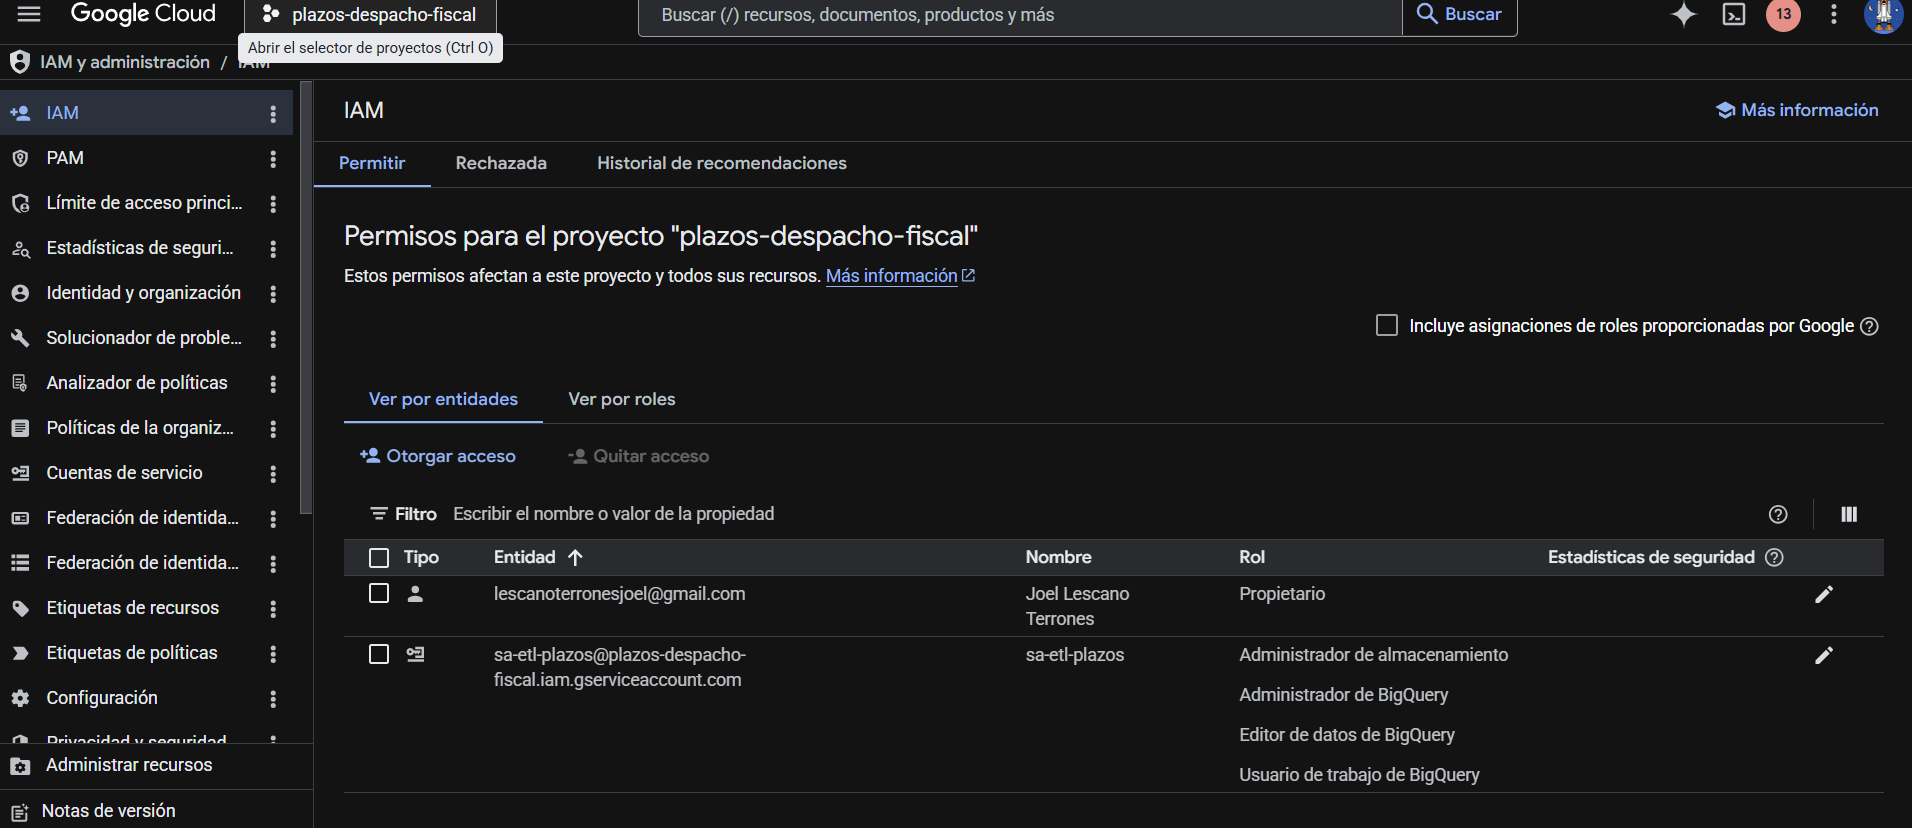 Google Cloud
plazos-despacho-fiscal
Buscar (/) recursos, documentos, productos y más
Buscar
13
Abrir el selector de proyectos (Ctrl O)
IAM y administración / IAM
IAM
PAM
Límite de acceso princi...
Estadísticas de seguri...
Identidad y organización
Solucionador de proble...
Analizador de políticas
Políticas de la organiz...
Cuentas de servicio
Federación de identida...
Federación de identida...
Etiquetas de recursos
Etiquetas de políticas
Configuración
Privacidad y seguridad
Administrar recursos
Notas de versión
IAM
Más información
Permitir
Rechazada
Historial de recomendaciones
Permisos para el proyecto "plazos-despacho-fiscal"
Estos permisos afectan a este proyecto y todos sus recursos. Más información
Incluye asignaciones de roles proporcionadas por Google
Ver por entidades
Ver por roles
Otorgar acceso
Quitar acceso
Filtro Escribir el nombre o valor de la propiedad
Tipo Entidad Nombre Rol Estadísticas de seguridad
lescanoterronesjoel@gmail.com
Joel Lescano
Terrones
Propietario
sa-etl-plazos@plazos-despacho-
fiscal.iam.gserviceaccount.com
sa-etl-plazos
Administrador de almacenamiento
Administrador de BigQuery
Editor de datos de BigQuery
Usuario de trabajo de BigQuery